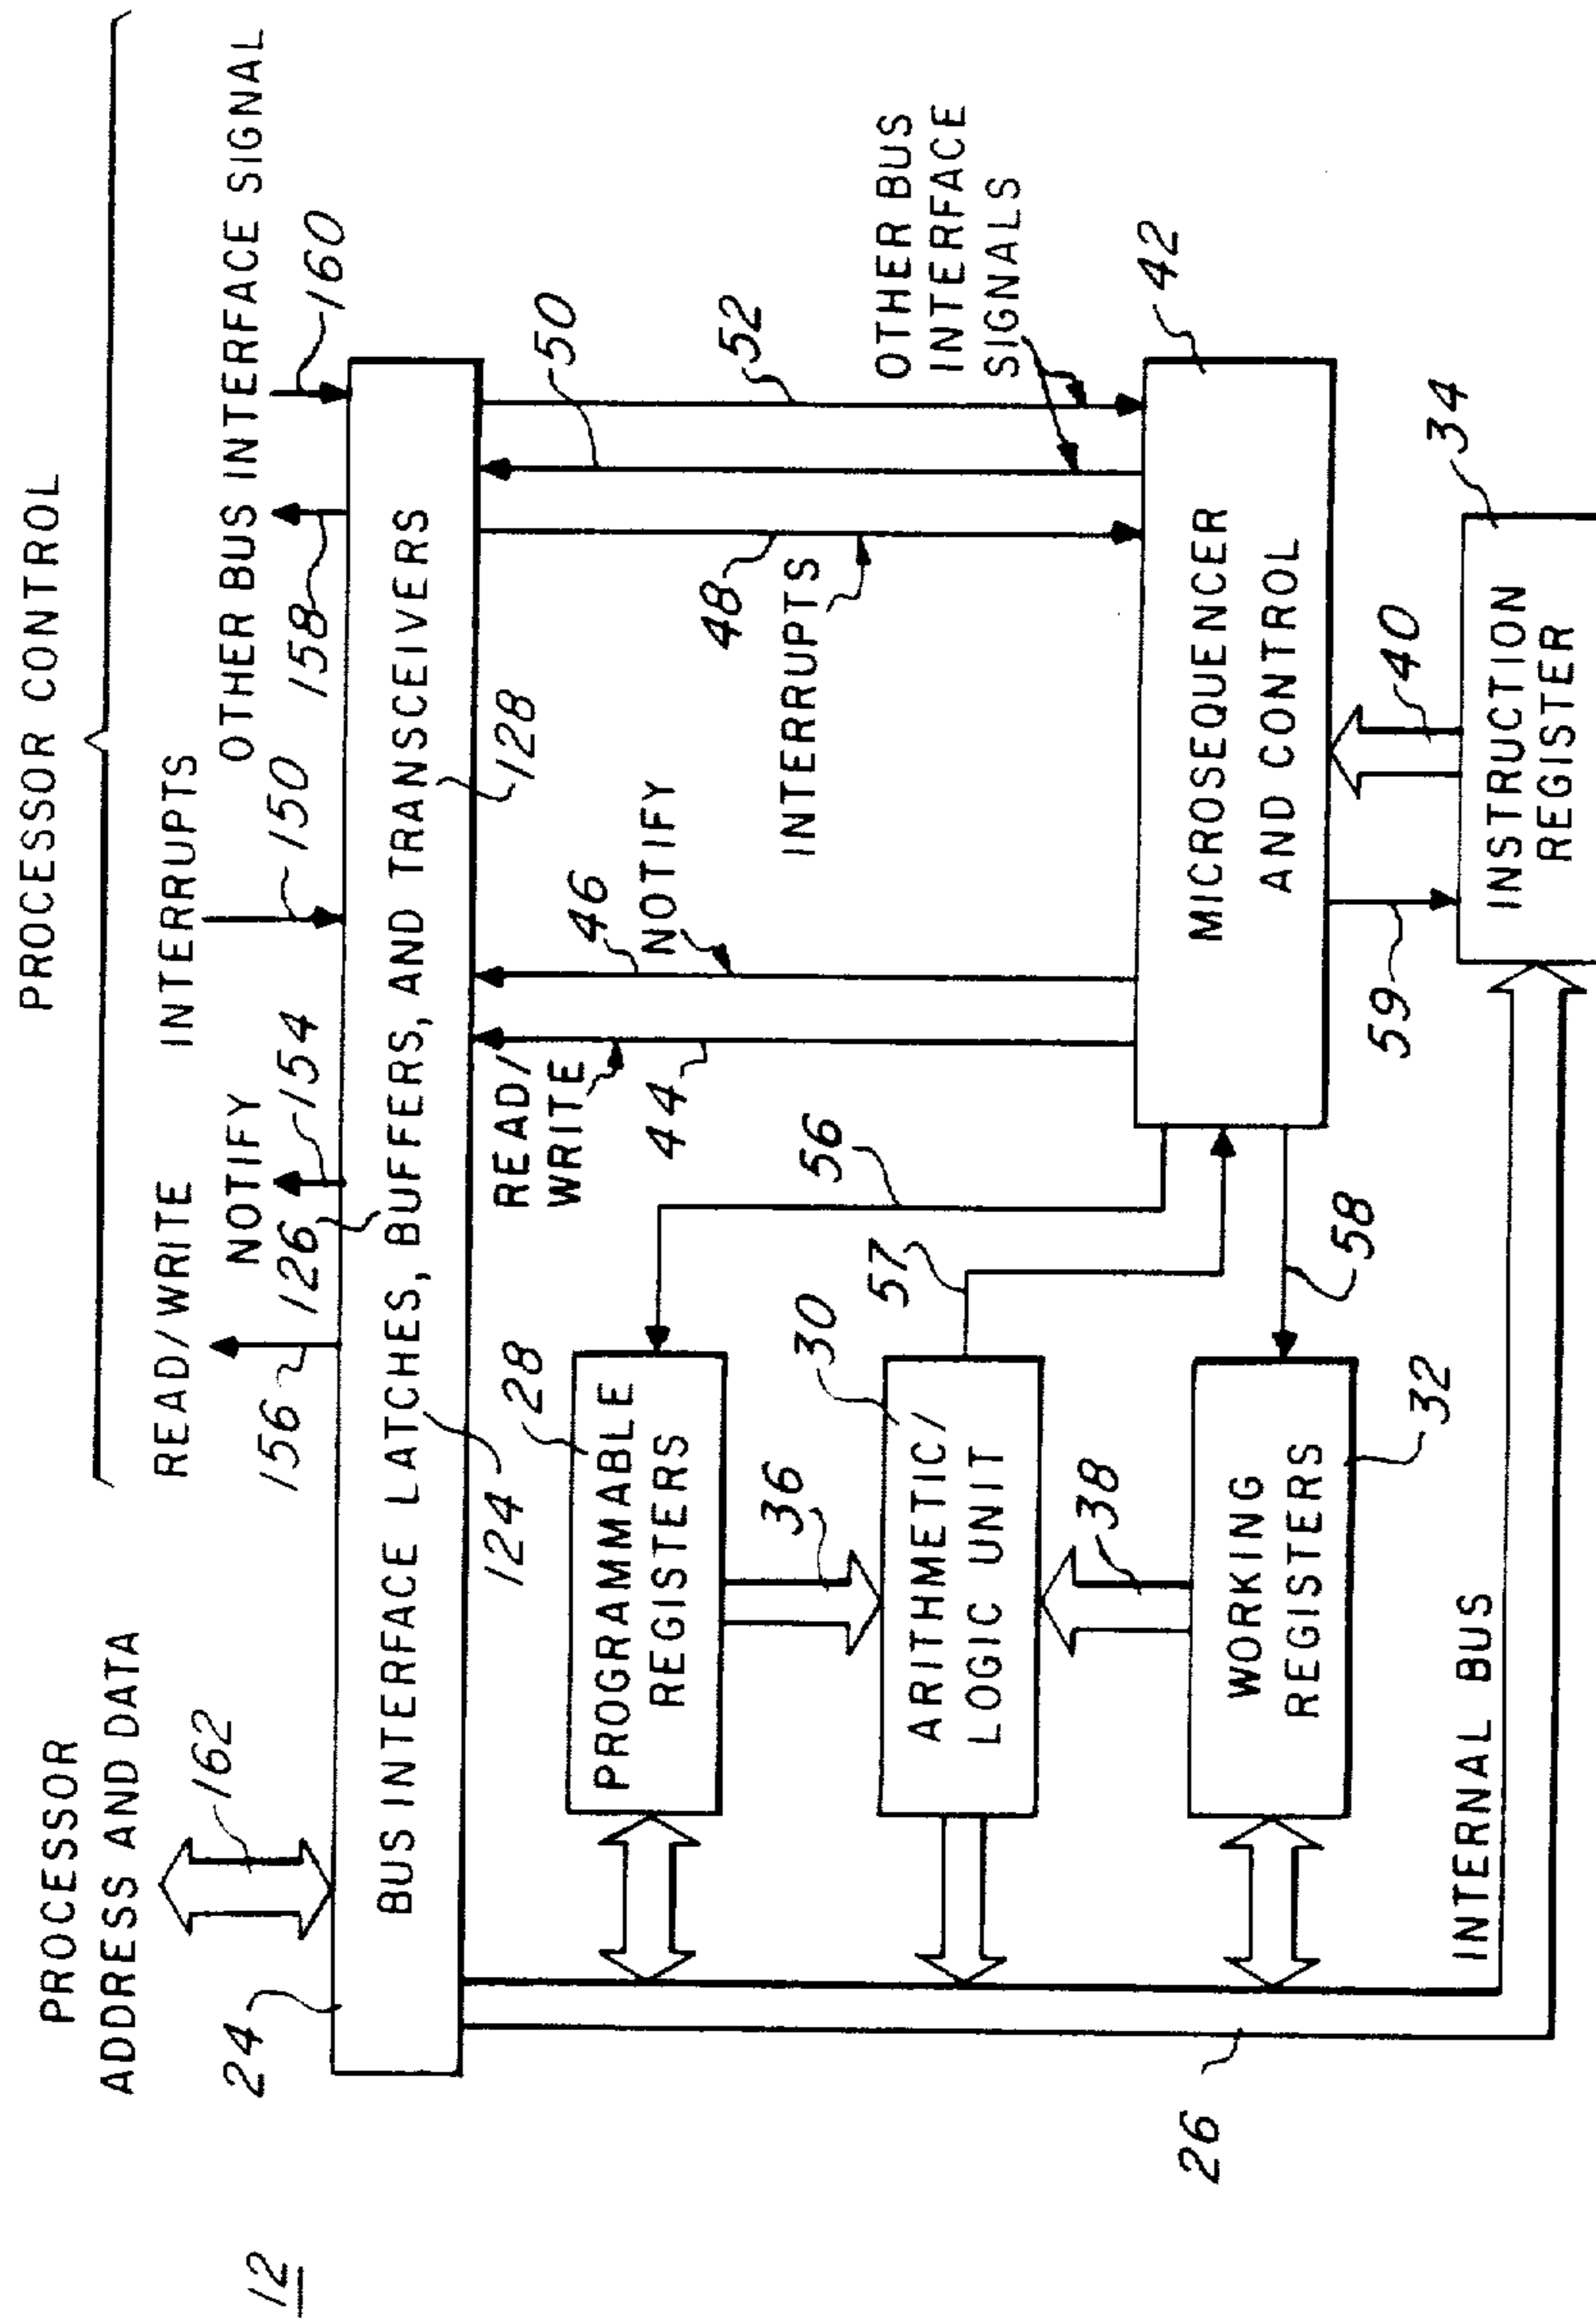 12
PROCESSOR
ADDRESS AND DATA
162
24
PROCESSOR CONTROL
READ/WRITE
156
NOTIFY
154
126
INTERRUPTS
150
OTHER BUS INTERFACE SIGNAL
158
160
BUS INTERFACE LATCHES, BUFFERS, AND TRANSCEIVERS
124
128
PROGRAMMABLE
REGISTERS
28
36
ARITHMETIC/
LOGIC UNIT
30
38
WORKING
REGISTERS
32
26
INTERNAL BUS
READ/
WRITE
44
46
NOTIFY
48
INTERRUPTS
50
52
OTHER BUS
INTERFACE
SIGNALS
56
57
58
MICROSEQUENCER
AND CONTROL
42
59
40
INSTRUCTION
REGISTER
34